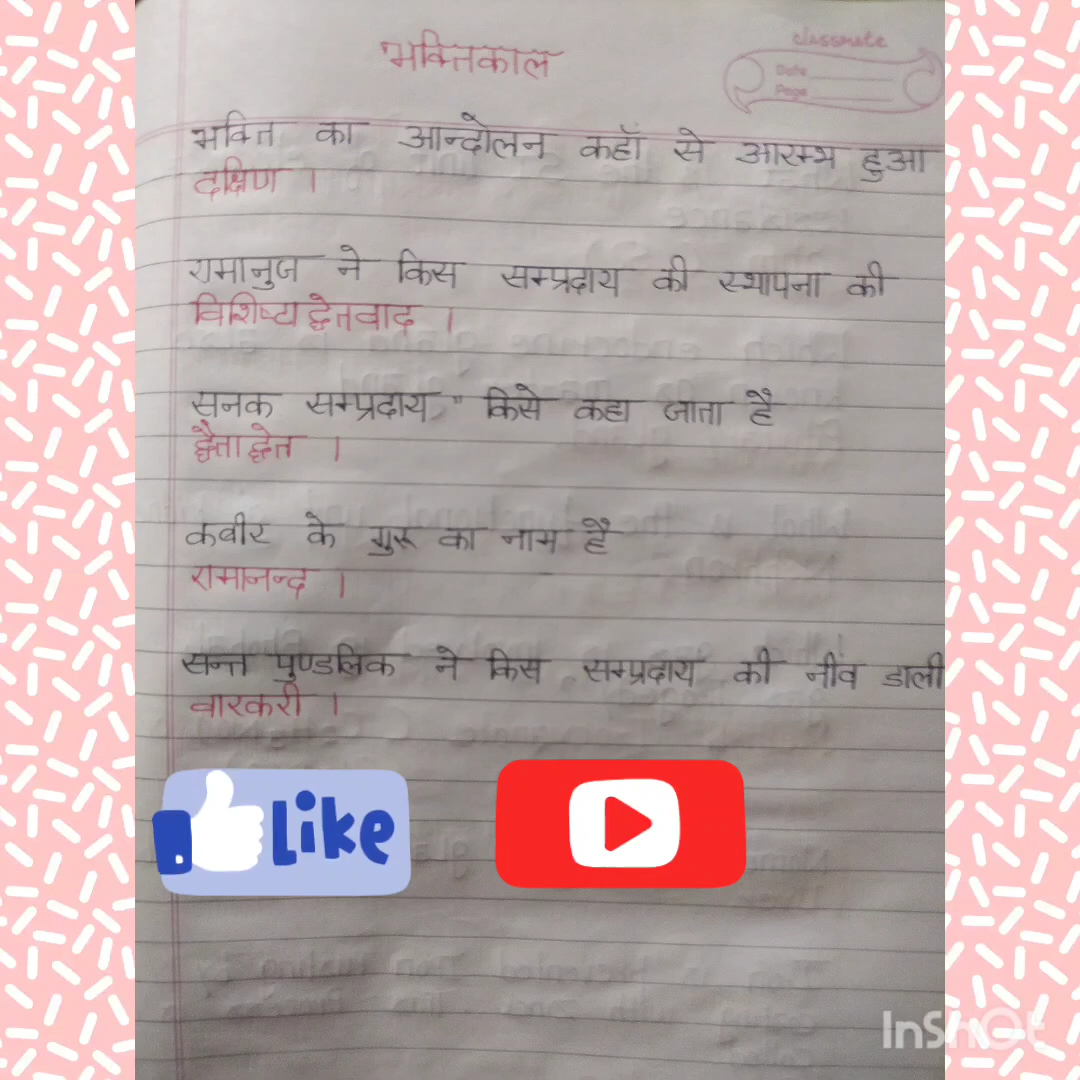 भक्तिकाल
classmate
Date
Page
भक्ति का आन्दोलन कहाँ से आरम्भ हुआ
दक्षिण ।
रामानुज ने किस सम्प्रदाय की स्थापना की
विशिष्टाद्वेतवाद ।
सनक सम्प्रदाय" किसे कहा जाता है
द्वैताद्वेत ।
कवीर के गुरू का नाम है
रामानन्द ।
सन्त पुण्डलिक ने किस सम्प्रदाय की नींव डाली
वारकरी ।
Like
InShOt